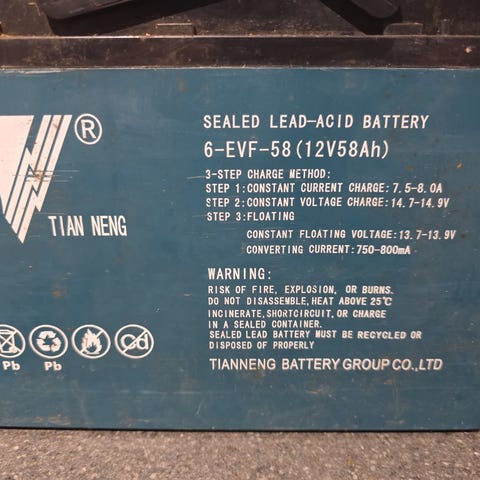 ®
TIAN NENG
SEALED LEAD-ACID BATTERY
6-EVF-58(12V58Ah)
3-STEP CHARGE METHOD:
STEP 1:CONSTANT CURRENT CHARGE:7.5-8.0A
STEP 2:CONSTANT VOLTAGE CHARGE:14.7-14.9V
STEP 3:FLOATING
CONSTANT FLOATING VOLTAGE:13.7-13.9V
CONVERTING CURRENT:750-800mA
WARNING:
RISK OF FIRE, EXPLOSION, OR BURNS.
DO NOT DISASSEMBLE,HEAT ABOVE 25℃
INCINERATE,SHORTCIRCUIT, OR CHARGE
IN A SEALED CONTAINER.
SEALED LEAD BATTERY MUST BE RECYCLED OR
DISPOSED OF PROPERLY
TIANNENG BATTERY GROUP CO.,LTD
Cd
Pb Pb